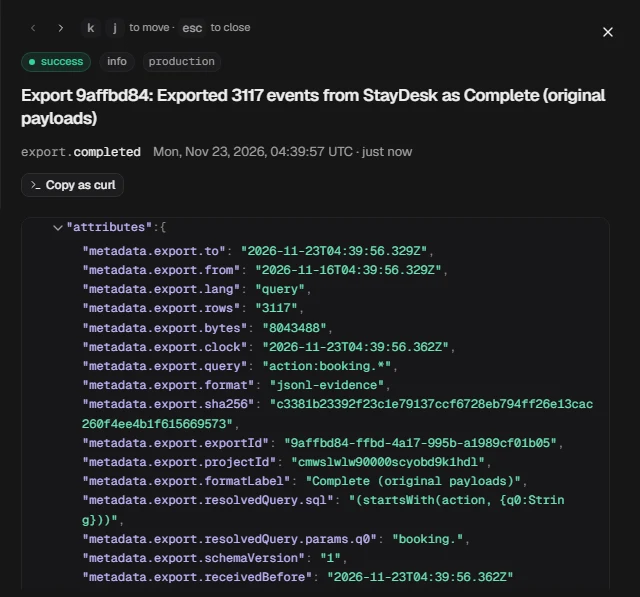 ‹ › k j to move · esc to close ×
success info production
Export 9affbd84: Exported 3117 events from StayDesk as Complete (original
payloads)
export.completed Mon, Nov 23, 2026, 04:39:57 UTC · just now
>_ Copy as curl
"attributes":{
"metadata.export.to": "2026-11-23T04:39:56.329Z",
"metadata.export.from": "2026-11-16T04:39:56.329Z",
"metadata.export.lang": "query",
"metadata.export.rows": "3117",
"metadata.export.bytes": "8043488",
"metadata.export.clock": "2026-11-23T04:39:56.362Z",
"metadata.export.query": "action:booking.*",
"metadata.export.format": "jsonl-evidence",
"metadata.export.sha256": "c3381b23392f23c1e79137ccf6728eb794ff26e13cac
260f4ee4b1f615669573",
"metadata.export.exportId": "9affbd84-ffbd-4a17-995b-a1989cf01b05",
"metadata.export.projectId": "cmwslwlw90000scyobd9k1hdl",
"metadata.export.formatLabel": "Complete (original payloads)",
"metadata.export.resolvedQuery.sql": "(startsWith(action, {q0:Strin
g}))",
"metadata.export.resolvedQuery.params.q0": "booking.",
"metadata.export.schemaVersion": "1",
"metadata.export.receivedBefore": "2026-11-23T04:39:56.362Z"